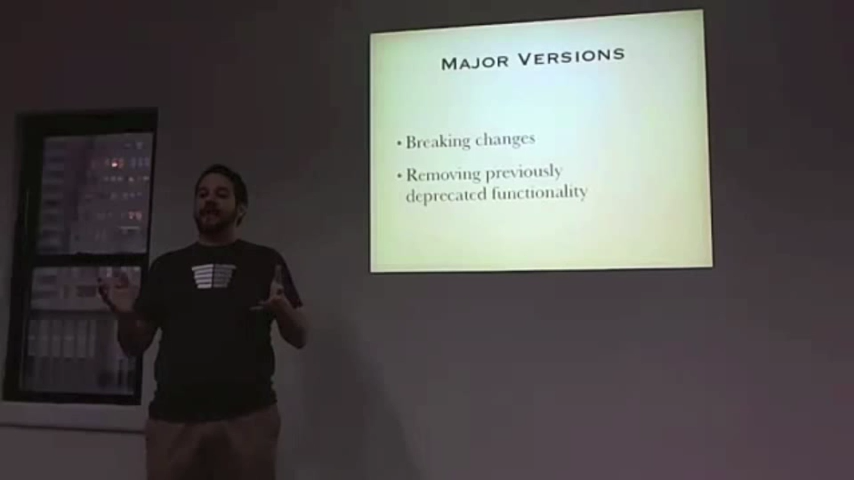 MAJOR VERSIONS
• Breaking changes
• Removing previously
deprecated functionality